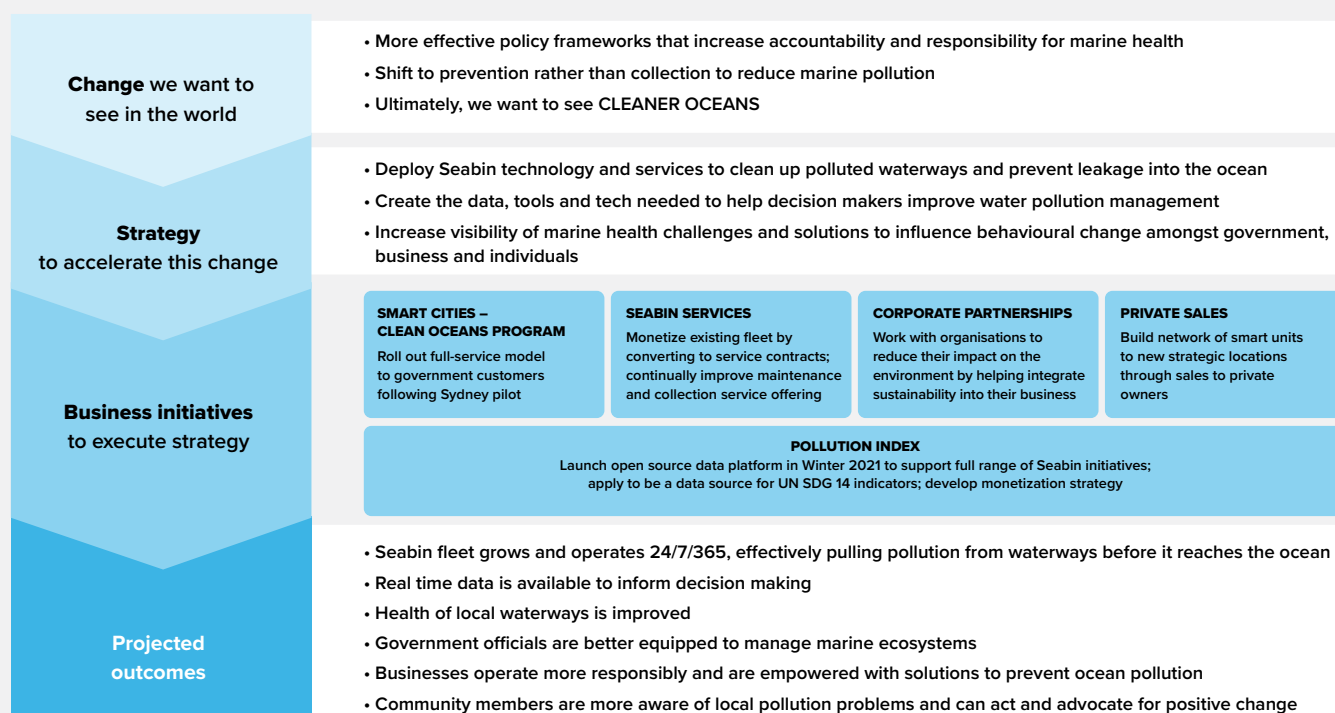 Change we want to
see in the world
• More effective policy frameworks that increase accountability and responsibility for marine health
• Shift to prevention rather than collection to reduce marine pollution
• Ultimately, we want to see CLEANER OCEANS
Strategy
to accelerate this change
• Deploy Seabin technology and services to clean up polluted waterways and prevent leakage into the ocean
• Create the data, tools and tech needed to help decision makers improve water pollution management
• Increase visibility of marine health challenges and solutions to influence behavioural change amongst government,
business and individuals
Business initiatives
to execute strategy
SMART CITIES –
CLEAN OCEANS PROGRAM
Roll out full-service model
to government customers
following Sydney pilot
SEABIN SERVICES
Monetize existing fleet by
converting to service contracts;
continually improve maintenance
and collection service offering
CORPORATE PARTNERSHIPS
Work with organisations to
reduce their impact on the
environment by helping integrate
sustainability into their business
PRIVATE SALES
Build network of smart units
to new strategic locations
through sales to private
owners
POLLUTION INDEX
Launch open source data platform in Winter 2021 to support full range of Seabin initiatives;
apply to be a data source for UN SDG 14 indicators; develop monetization strategy
Projected
outcomes
• Seabin fleet grows and operates 24/7/365, effectively pulling pollution from waterways before it reaches the ocean
• Real time data is available to inform decision making
• Health of local waterways is improved
• Government officials are better equipped to manage marine ecosystems
• Businesses operate more responsibly and are empowered with solutions to prevent ocean pollution
• Community members are more aware of local pollution problems and can act and advocate for positive change